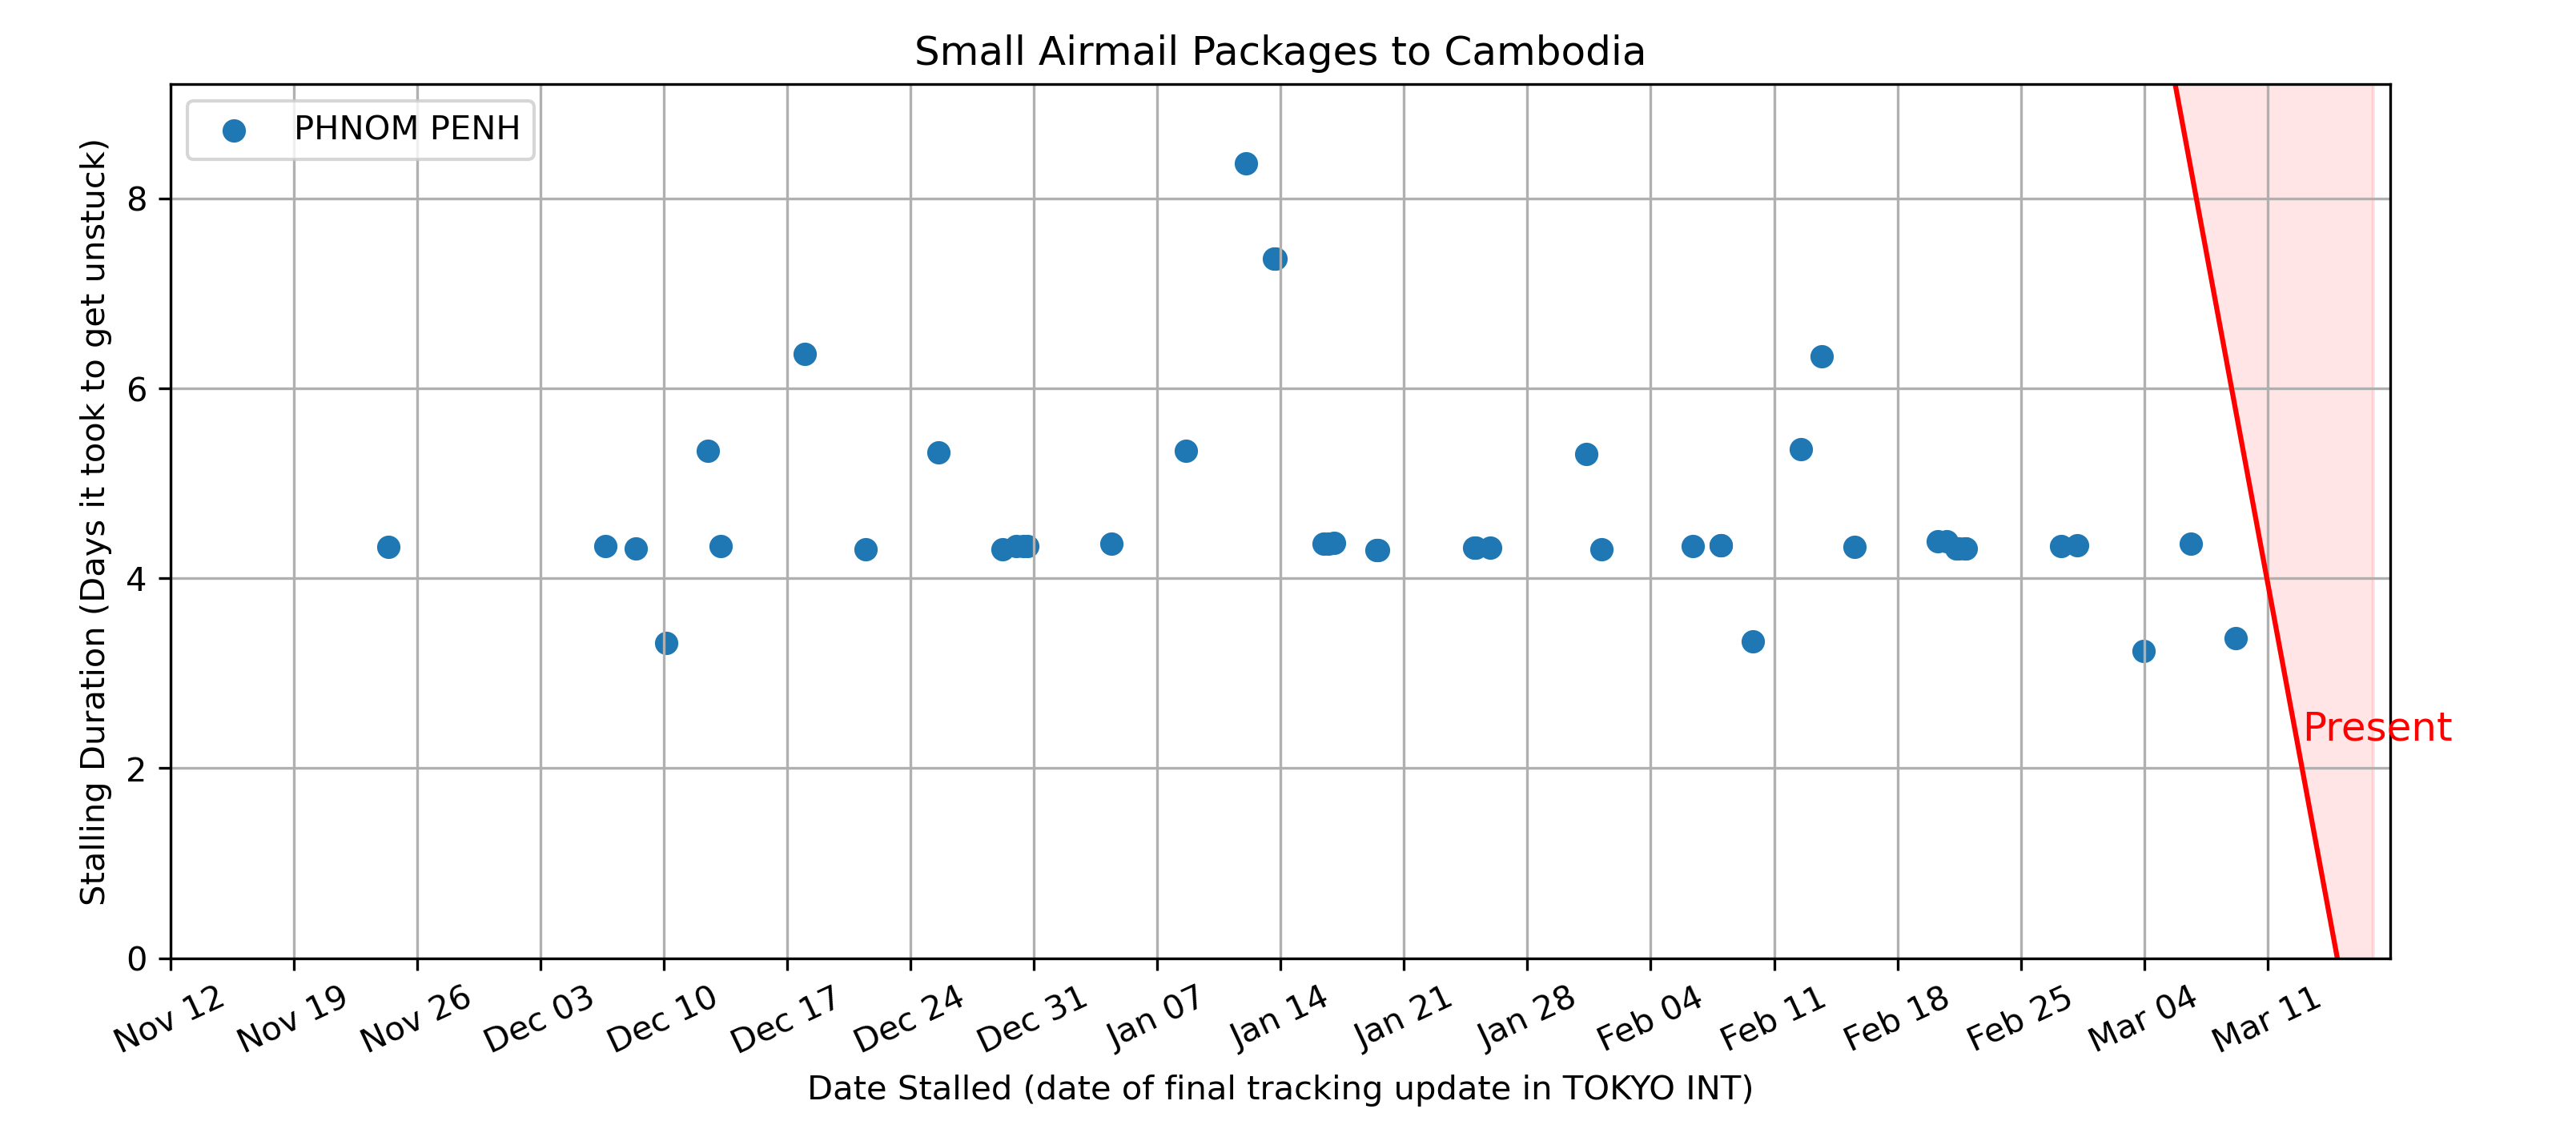 Small Airmail Packages to Cambodia
PHNOM PENH
Stalling Duration (Days it took to get unstuck)
8
6
4
2
0
Present
Nov 12
Nov 19
Nov 26
Dec 03
Dec 10
Dec 17
Dec 24
Dec 31
Jan 07
Jan 14
Jan 21
Jan 28
Feb 04
Feb 11
Feb 18
Feb 25
Mar 04
Mar 11
Date Stalled (date of final tracking update in TOKYO INT)